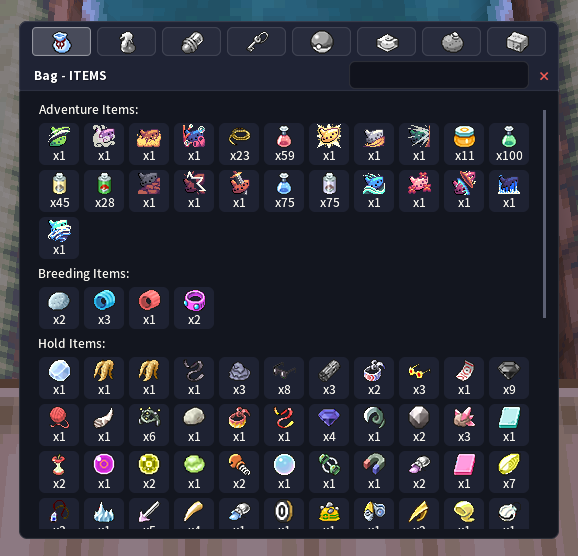 Bag - ITEMS
×
Adventure Items:
x1 x1 x1 x1 x23 x59 x1 x1 x1 x11 x100
x45 x28 x1 x1 x1 x75 x75 x1 x1 x1 x1
x1
Breeding Items:
x2 x3 x1 x2
Hold Items:
x1 x1 x1 x1 x3 x8 x3 x2 x3 x1 x9
x1 x1 x6 x1 x1 x1 x4 x1 x2 x3 x1
x2 x1 x2 x1 x2 x1 x1 x1 x2 x1 x7